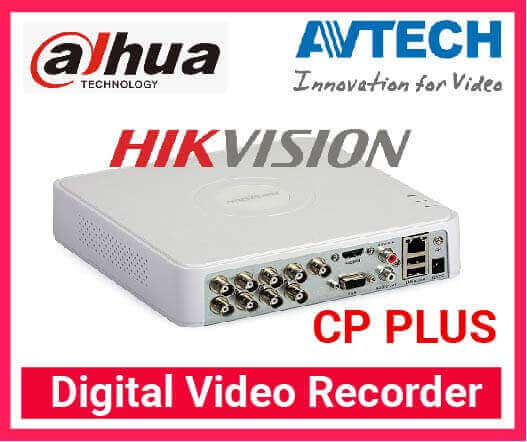 alhua
TECHNOLOGY
AVTECH
Innovation for Video
HIKVISION
CP PLUS
Digital Video Recorder